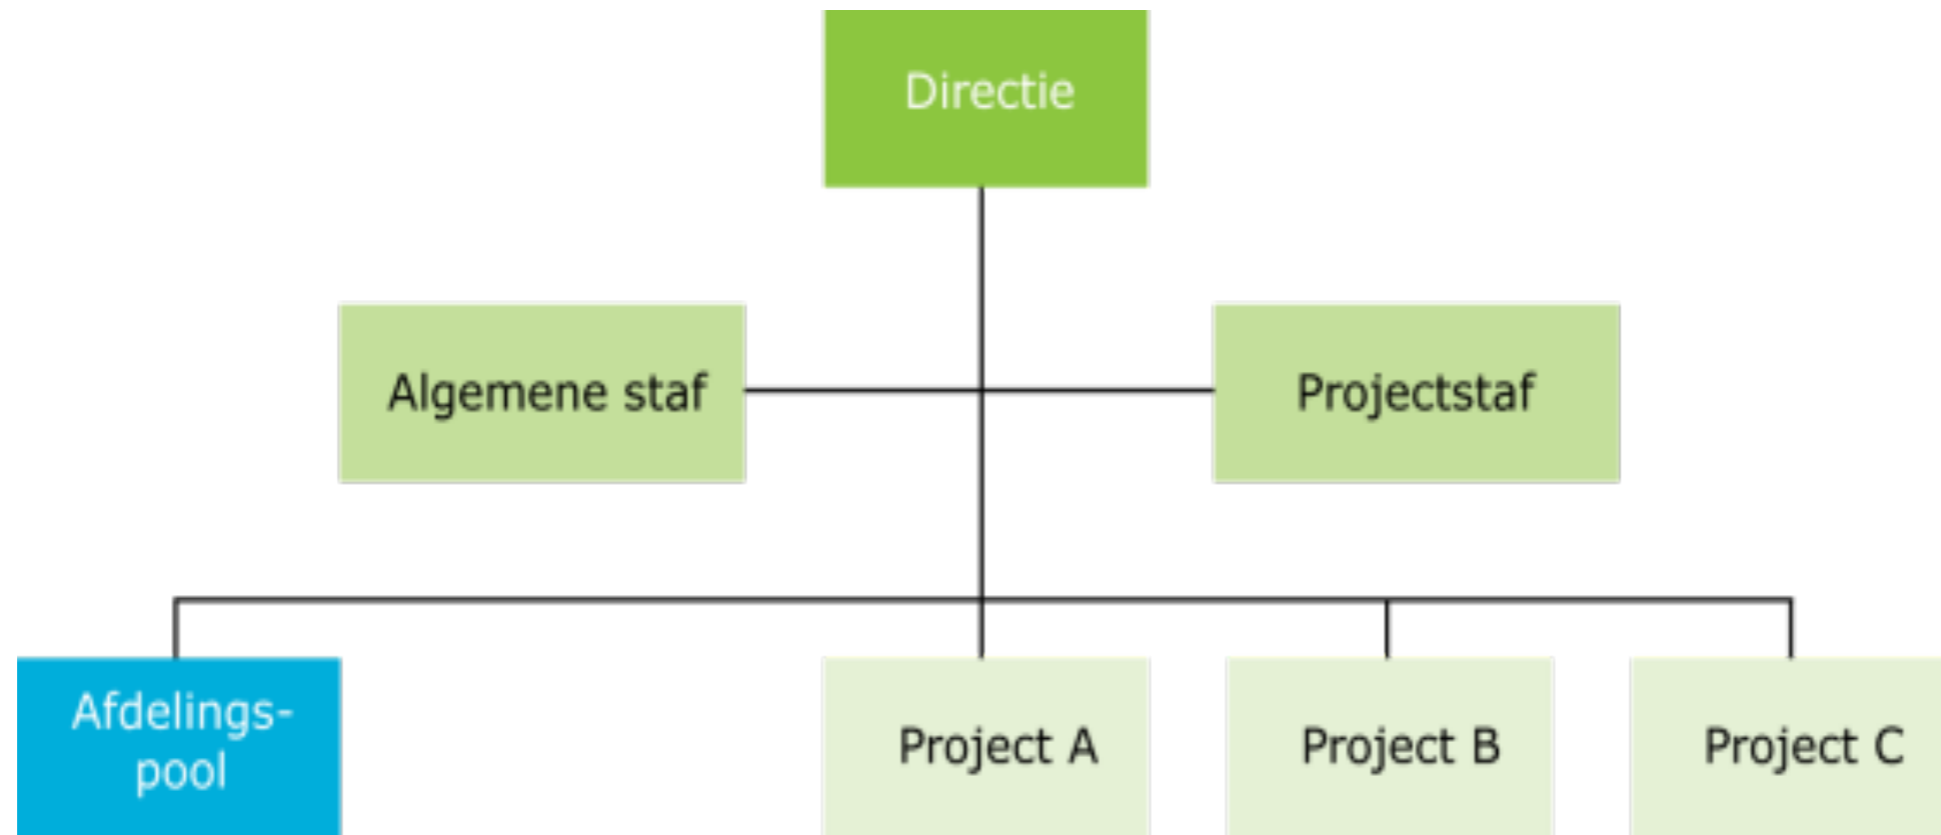 Directie
Algemene staf
Projectstaf
Afdelings-
pool
Project A
Project B
Project C